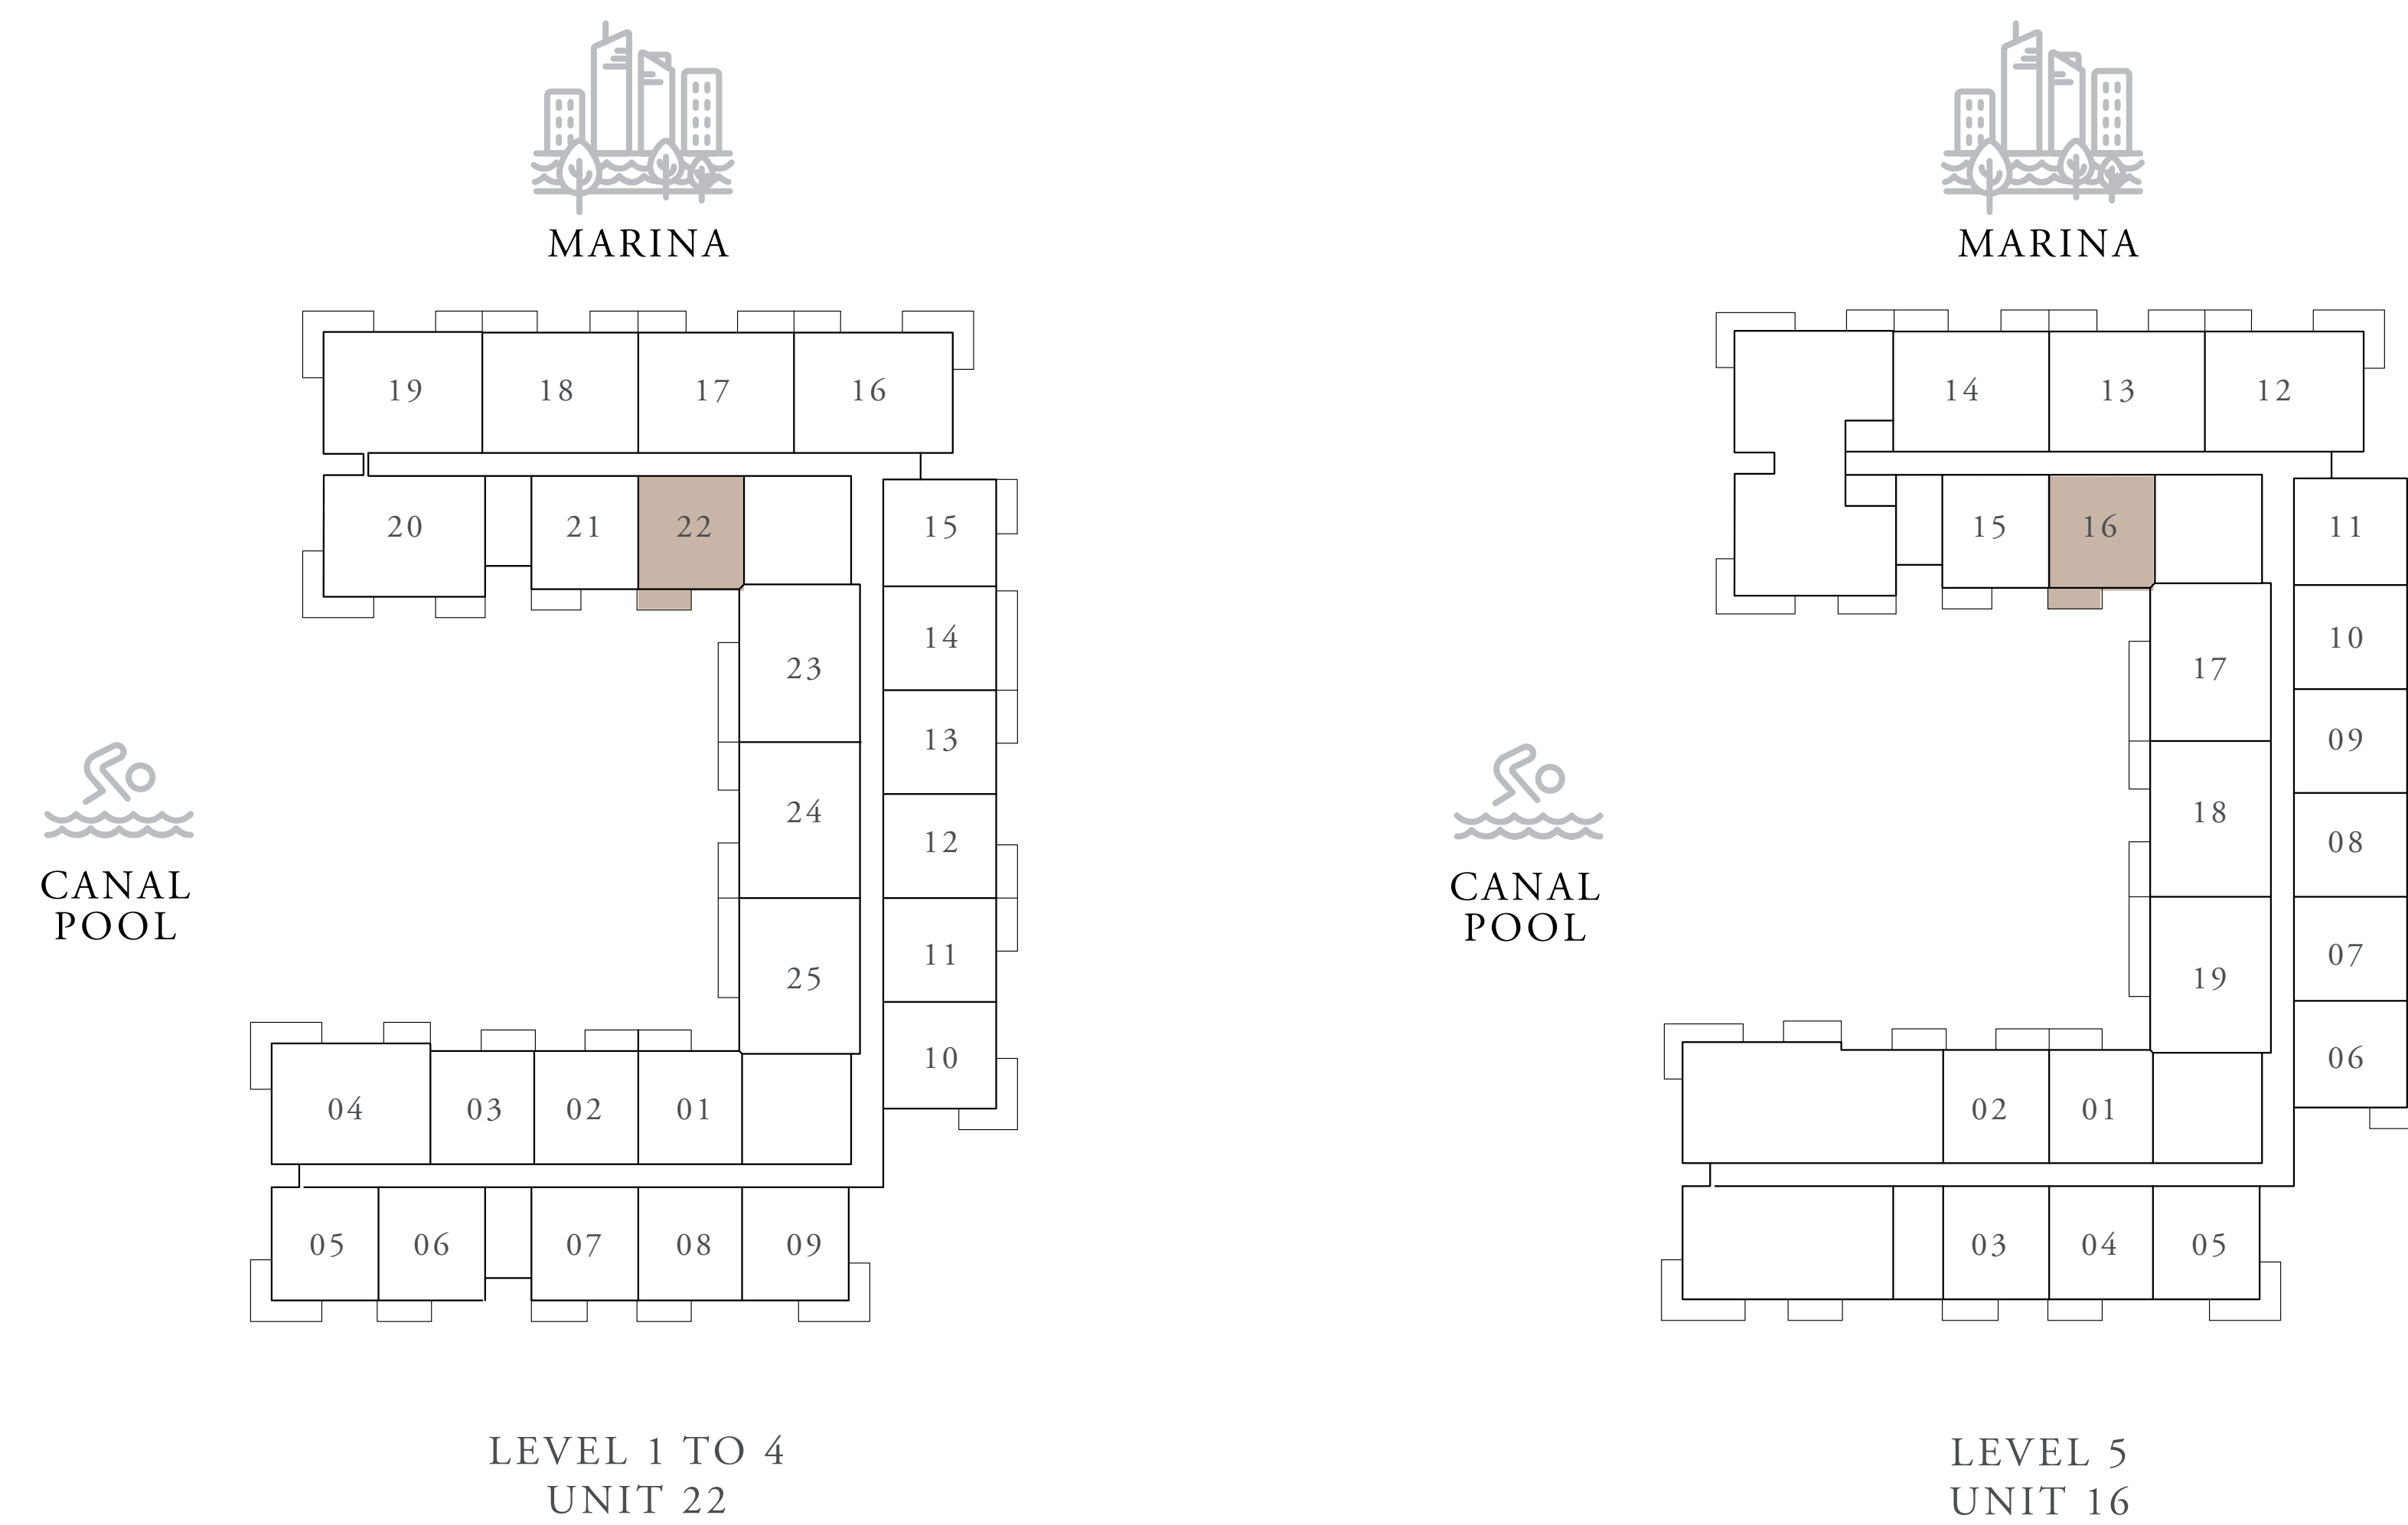 MARINA
19 18 17 16
20 21 22 15
14
23
13
24 12
11
25
10
04 03 02 01
05 06 07 08 09
CANAL
POOL
LEVEL 1 TO 4
UNIT 22
MARINA
14 13 12
15 16 11
10
17
09
18 08
07
19
06
02 01
03 04 05
CANAL
POOL
LEVEL 5
UNIT 16